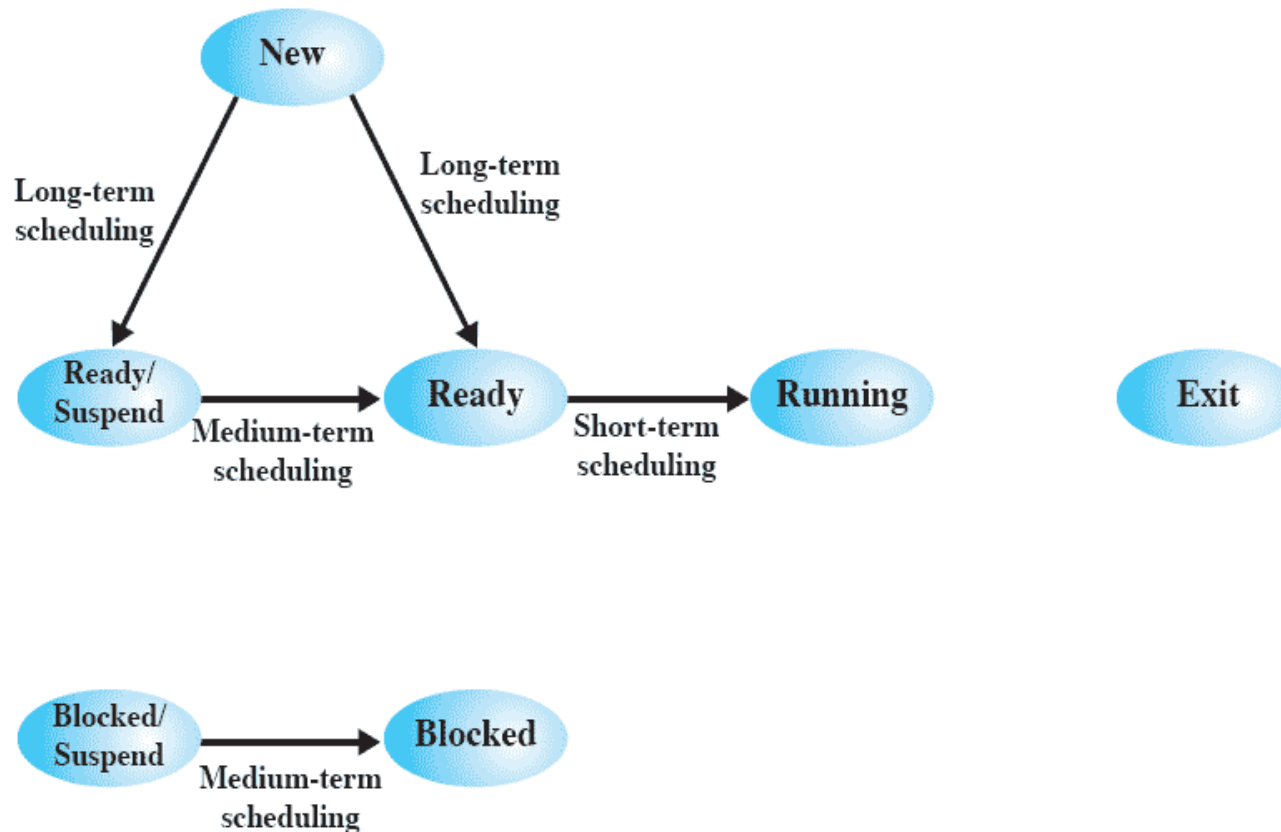 New
Long-term
scheduling
Long-term
scheduling
Ready/
Suspend
Medium-term
scheduling
Ready
Short-term
scheduling
Running
Exit
Blocked/
Suspend
Medium-term
scheduling
Blocked